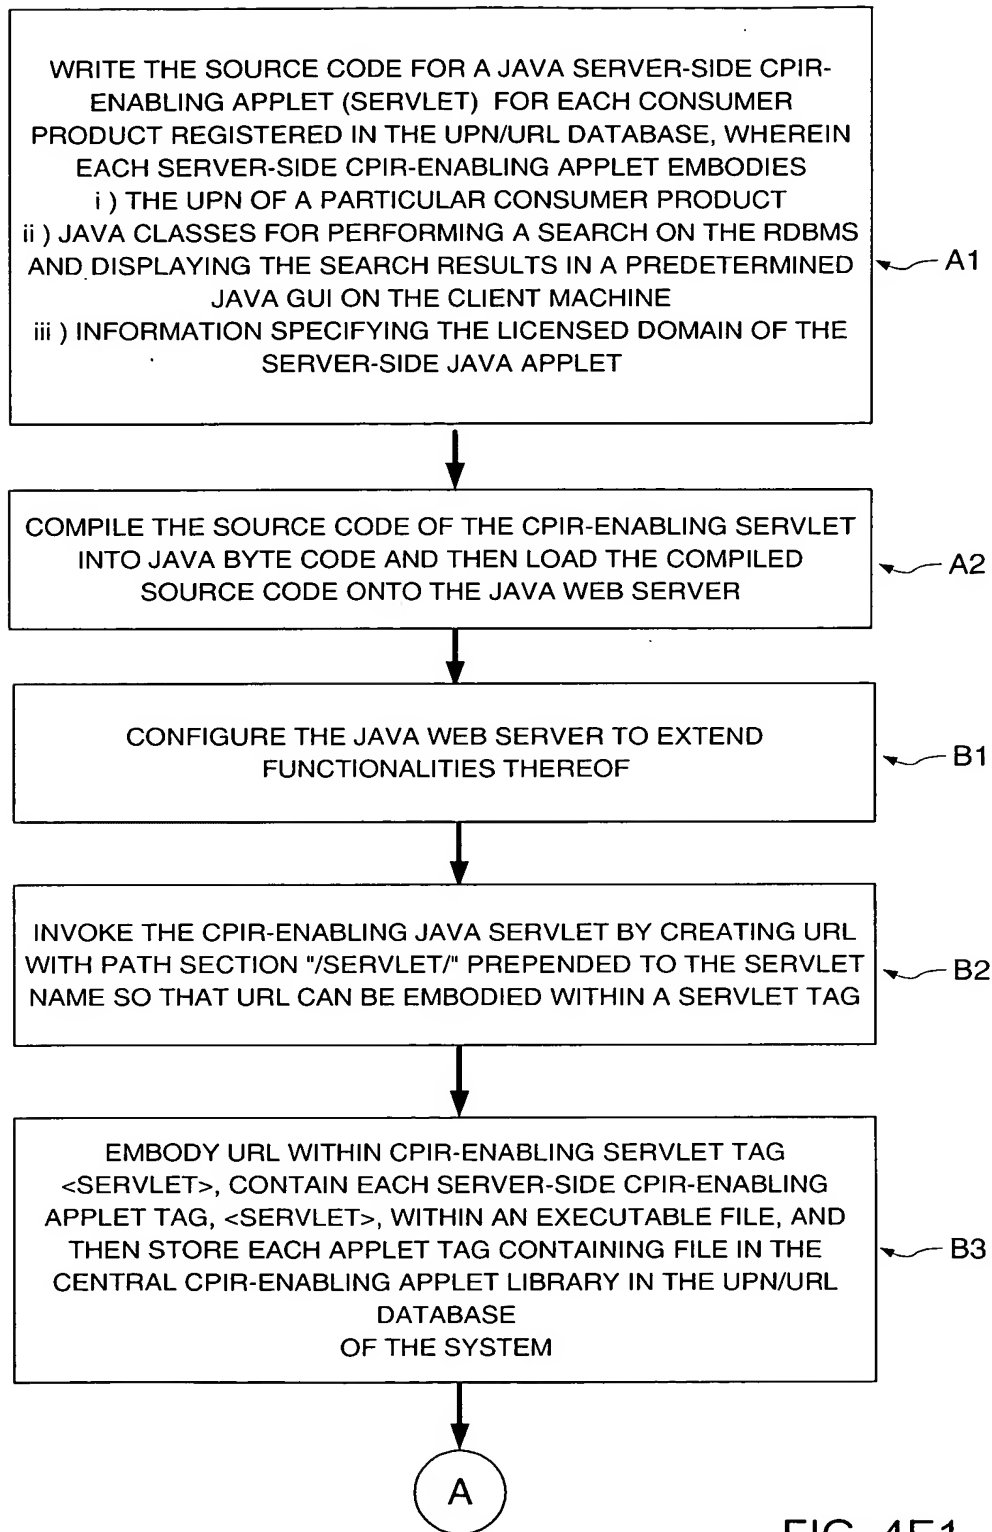 WRITE THE SOURCE CODE FOR A JAVA SERVER-SIDE CPIR-
ENABLING APPLET (SERVLET) FOR EACH CONSUMER
PRODUCT REGISTERED IN THE UPN/URL DATABASE, WHEREIN
EACH SERVER-SIDE CPIR-ENABLING APPLET EMBODIES
i ) THE UPN OF A PARTICULAR CONSUMER PRODUCT
ii ) JAVA CLASSES FOR PERFORMING A SEARCH ON THE RDBMS
AND DISPLAYING THE SEARCH RESULTS IN A PREDETERMINED
JAVA GUI ON THE CLIENT MACHINE
iii ) INFORMATION SPECIFYING THE LICENSED DOMAIN OF THE
SERVER-SIDE JAVA APPLET
A1
COMPILE THE SOURCE CODE OF THE CPIR-ENABLING SERVLET
INTO JAVA BYTE CODE AND THEN LOAD THE COMPILED
SOURCE CODE ONTO THE JAVA WEB SERVER
A2
CONFIGURE THE JAVA WEB SERVER TO EXTEND
FUNCTIONALITIES THEREOF
B1
INVOKE THE CPIR-ENABLING JAVA SERVLET BY CREATING URL
WITH PATH SECTION "/SERVLET/" PREPENDED TO THE SERVLET
NAME SO THAT URL CAN BE EMBODIED WITHIN A SERVLET TAG
B2
EMBODY URL WITHIN CPIR-ENABLING SERVLET TAG
<SERVLET>, CONTAIN EACH SERVER-SIDE CPIR-ENABLING
APPLET TAG, <SERVLET>, WITHIN AN EXECUTABLE FILE, AND
THEN STORE EACH APPLET TAG CONTAINING FILE IN THE
CENTRAL CPIR-ENABLING APPLET LIBRARY IN THE UPN/URL
DATABASE
OF THE SYSTEM
B3
A
FIG. 4E1